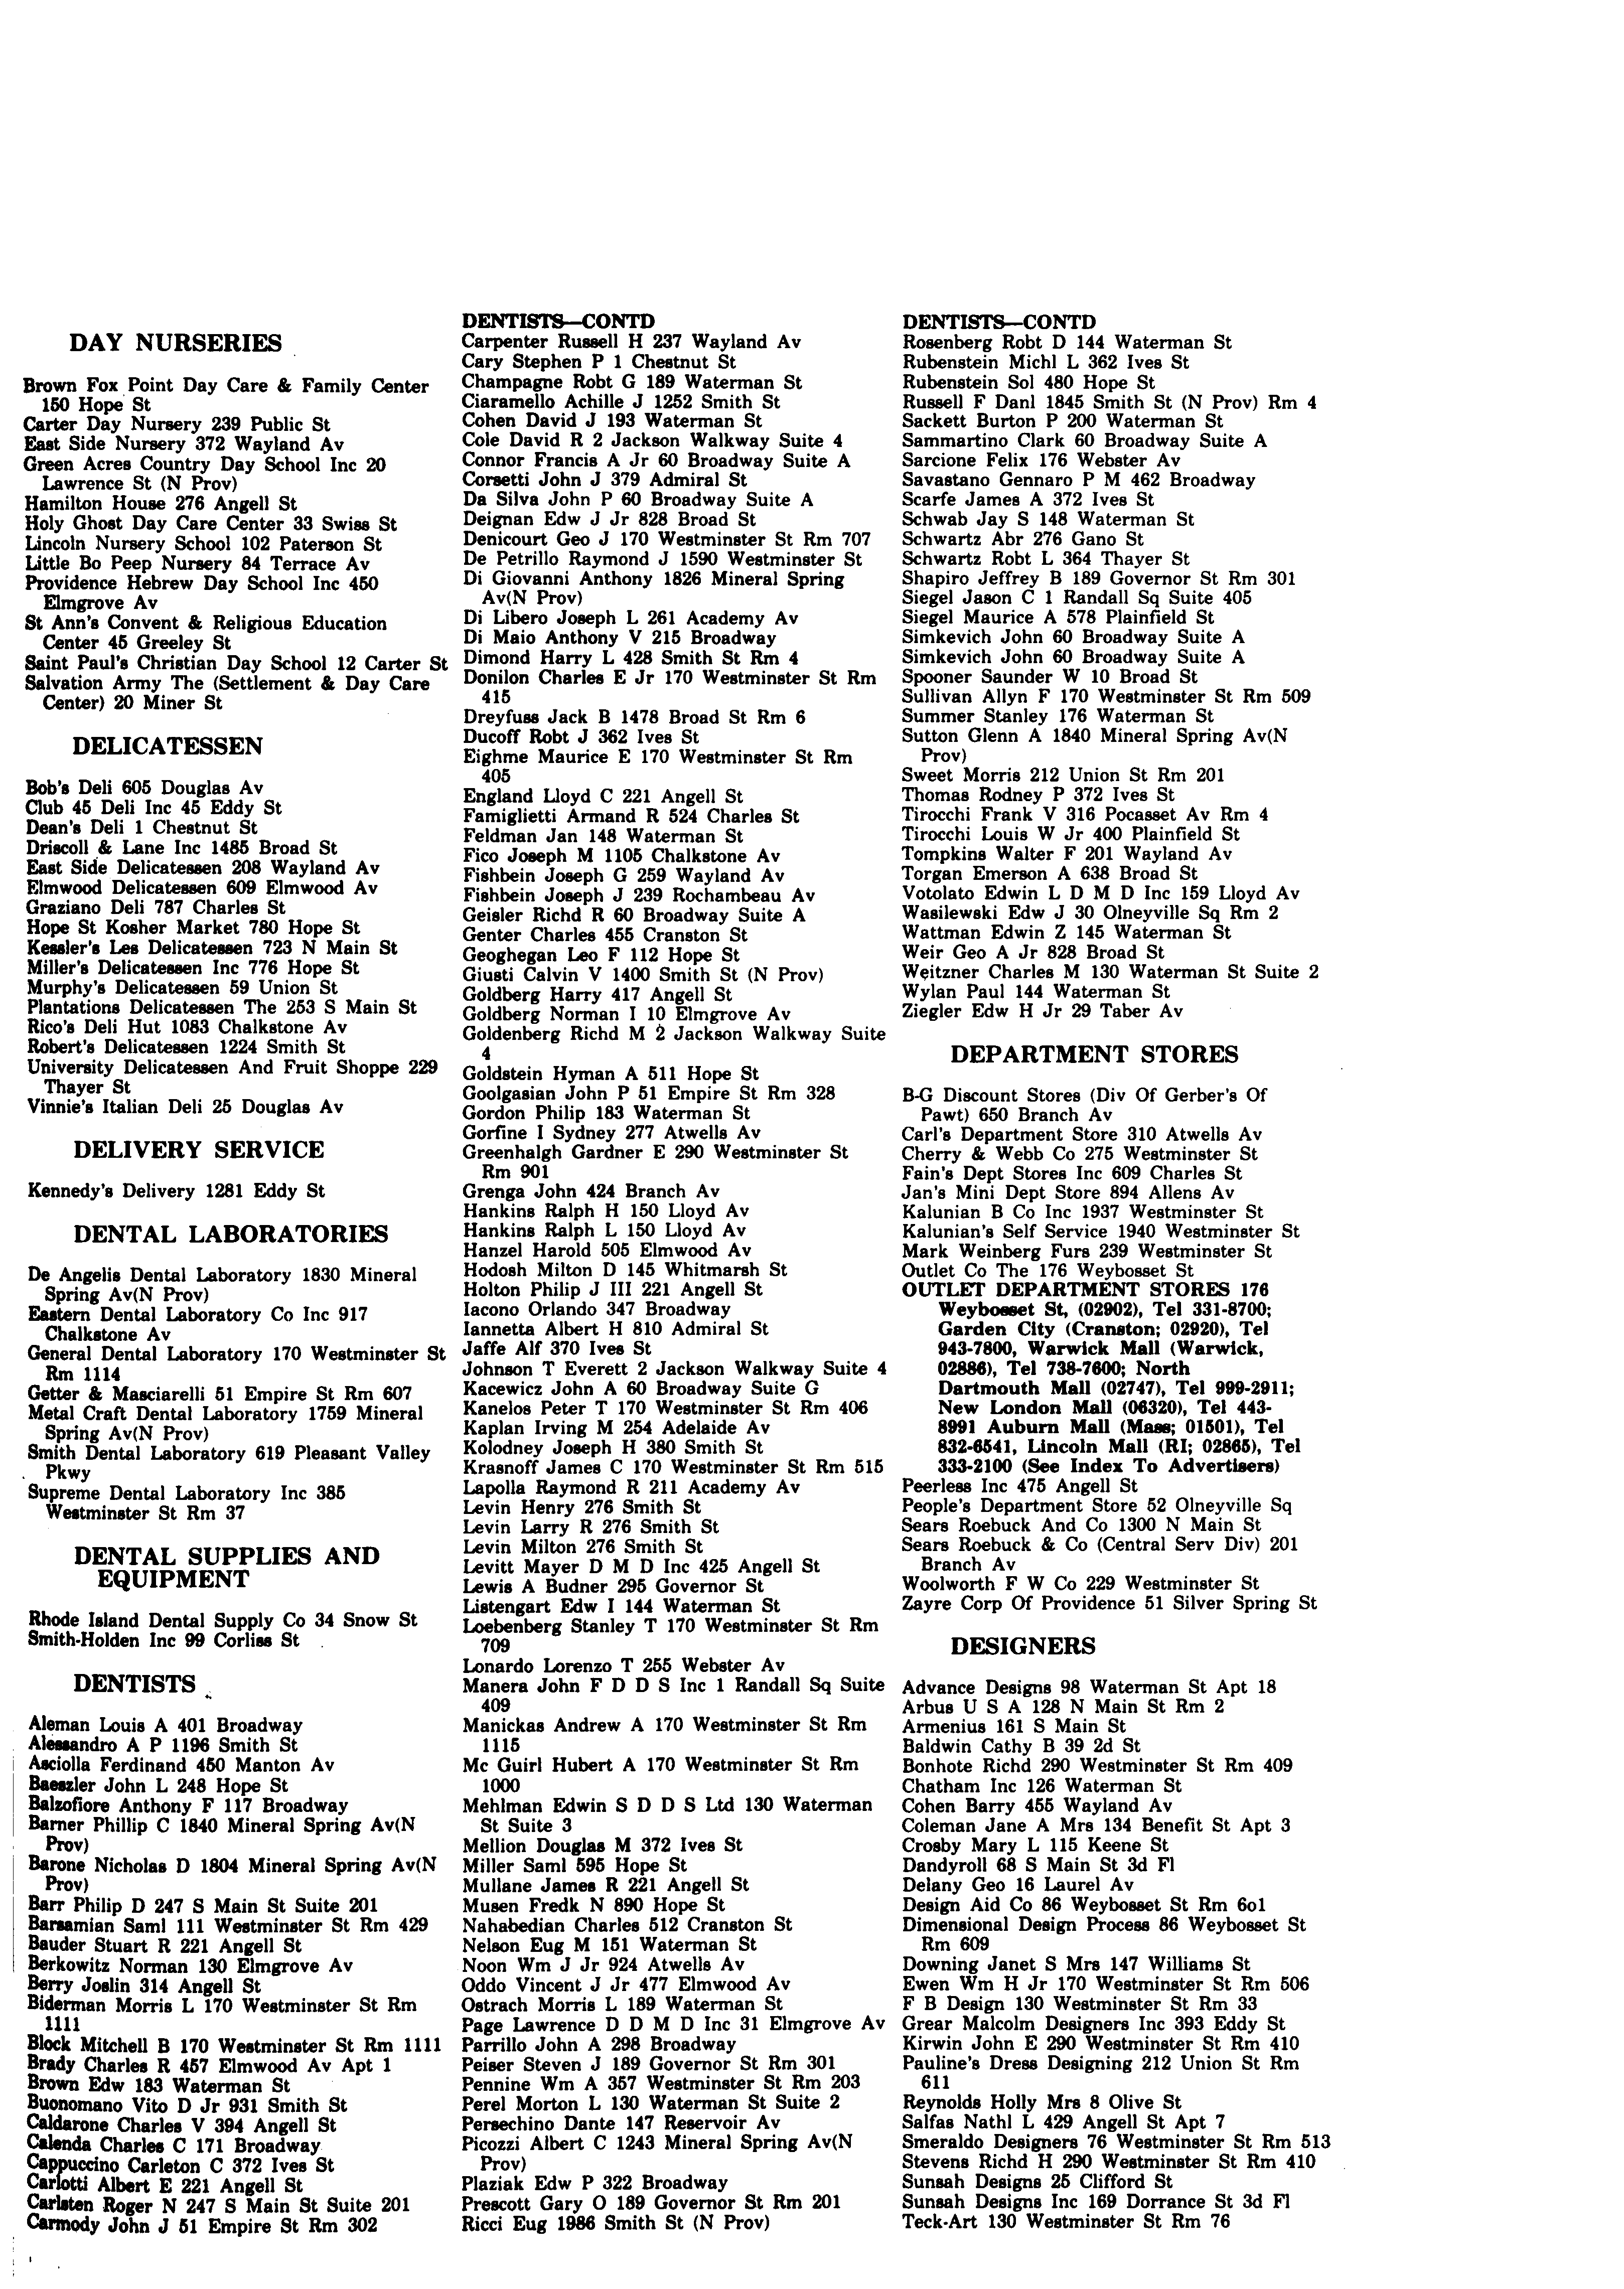 DAY NURSERIES
Brown Fox Point Day Care & Family Center
150 Hope St
Carter Day Nursery 239 Public St
East Side Nursery 372 Wayland Av
Green Acres Country Day School Inc 20
Lawrence St (N Prov)
Hamilton House 276 Angell St
Holy Ghost Day Care Center 33 Swiss St
Lincoln Nursery School 102 Paterson St
Little Bo Peep Nursery 84 Terrace Av
Providence Hebrew Day School Inc 450
Elmgrove Av
St Ann's Convent & Religious Education
Center 45 Greeley St
Saint Paul's Christian Day School 12 Carter St
Salvation Army The (Settlement & Day Care
Center) 20 Miner St
DELICATESSEN
Bob's Deli 605 Douglas Av
Club 45 Deli Inc 45 Eddy St
Dean's Deli 1 Chestnut St
Driscoll & Lane Inc 1485 Broad St
East Side Delicatessen 208 Wayland Av
Elmwood Delicatessen 609 Elmwood Av
Graziano Deli 787 Charles St
Hope St Kosher Market 780 Hope St
Kessler's Les Delicatessen 723 N Main St
Miller's Delicatessen Inc 776 Hope St
Murphy's Delicatessen 59 Union St
Plantations Delicatessen The 253 S Main St
Rico's Deli Hut 1083 Chalkstone Av
Robert's Delicatessen 1224 Smith St
University Delicatessen And Fruit Shoppe 229
Thayer St
Vinnie's Italian Deli 25 Douglas Av
DELIVERY SERVICE
Kennedy's Delivery 1281 Eddy St
DENTAL LABORATORIES
De Angelis Dental Laboratory 1830 Mineral
Spring Av(N Prov)
Eastern Dental Laboratory Co Inc 917
Chalkstone Av
General Dental Laboratory 170 Westminster St
Rm 1114
Getter & Masciarelli 51 Empire St Rm 607
Metal Craft Dental Laboratory 1759 Mineral
Spring Av(N Prov)
Smith Dental Laboratory 619 Pleasant Valley
Pkwy
Supreme Dental Laboratory Inc 385
Westminster St Rm 37
DENTAL SUPPLIES AND
EQUIPMENT
Rhode Island Dental Supply Co 34 Snow St
Smith-Holden Inc 99 Corliss St
DENTISTS
Aleman Louis A 401 Broadway
Alessandro A P 1196 Smith St
Asciolla Ferdinand 450 Manton Av
Baeszler John L 248 Hope St
Balzofiore Anthony F 117 Broadway
Barner Phillip C 1840 Mineral Spring Av(N
Prov)
Barone Nicholas D 1804 Mineral Spring Av(N
Prov)
Barr Philip D 247 S Main St Suite 201
Barsamian Saml 111 Westminster St Rm 429
Bauder Stuart R 221 Angell St
Berkowitz Norman 130 Elmgrove Av
Berry Joslin 314 Angell St
Biderman Morris L 170 Westminster St Rm
1111
Block Mitchell B 170 Westminster St Rm 1111
Brady Charles R 457 Elmwood Av Apt 1
Brown Edw 183 Waterman St
Buonomano Vito D Jr 931 Smith St
Caldarone Charles V 394 Angell St
Calenda Charles C 171 Broadway
Cappuccino Carleton C 372 Ives St
Carlotti Albert E 221 Angell St
Carlsten Roger N 247 S Main St Suite 201
Carmody John J 51 Empire St Rm 302
DENTISTS—CONTD
Carpenter Russell H 237 Wayland Av
Cary Stephen P 1 Chestnut St
Champagne Robt G 189 Waterman St
Ciaramello Achille J 1252 Smith St
Cohen David J 193 Waterman St
Cole David R 2 Jackson Walkway Suite 4
Connor Francis A Jr 60 Broadway Suite A
Corsetti John J 379 Admiral St
Da Silva John P 60 Broadway Suite A
Deignan Edw J Jr 828 Broad St
Denicourt Geo J 170 Westminster St Rm 707
De Petrillo Raymond J 1590 Westminster St
Di Giovanni Anthony 1826 Mineral Spring
Av(N Prov)
Di Libero Joseph L 261 Academy Av
Di Maio Anthony V 215 Broadway
Dimond Harry L 428 Smith St Rm 4
Donilon Charles E Jr 170 Westminster St Rm
415
Dreyfuss Jack B 1478 Broad St Rm 6
Ducoff Robt J 362 Ives St
Eighme Maurice E 170 Westminster St Rm
405
England Lloyd C 221 Angell St
Famiglietti Armand R 524 Charles St
Feldman Jan 148 Waterman St
Fico Joseph M 1105 Chalkstone Av
Fishbein Joseph G 259 Wayland Av
Fishbein Joseph J 239 Rochambeau Av
Geisler Richd R 60 Broadway Suite A
Genter Charles 455 Cranston St
Geoghegan Leo F 112 Hope St
Giusti Calvin V 1400 Smith St (N Prov)
Goldberg Harry 417 Angell St
Goldberg Norman I 10 Elmgrove Av
Goldenberg Richd M 2 Jackson Walkway Suite
4
Goldstein Hyman A 511 Hope St
Goolgasian John P 51 Empire St Rm 328
Gordon Philip 183 Waterman St
Gorfine I Sydney 277 Atwells Av
Greenhalgh Gardner E 290 Westminster St
Rm 901
Grenga John 424 Branch Av
Hankins Ralph H 150 Lloyd Av
Hankins Ralph L 150 Lloyd Av
Hanzel Harold 505 Elmwood Av
Hodosh Milton D 145 Whitmarsh St
Holton Philip J III 221 Angell St
Iacono Orlando 347 Broadway
Iannetta Albert H 810 Admiral St
Jaffe Alf 370 Ives St
Johnson T Everett 2 Jackson Walkway Suite 4
Kacewicz John A 60 Broadway Suite G
Kanelos Peter T 170 Westminster St Rm 406
Kaplan Irving M 254 Adelaide Av
Kolodney Joseph H 380 Smith St
Krasnoff James C 170 Westminster St Rm 515
Lapolla Raymond R 211 Academy Av
Levin Henry 276 Smith St
Levin Larry R 276 Smith St
Levin Milton 276 Smith St
Levitt Mayer D M D Inc 425 Angell St
Lewis A Budner 295 Governor St
Listengart Edw I 144 Waterman St
Loebenberg Stanley T 170 Westminster St Rm
709
Lonardo Lorenzo T 255 Webster Av
Manera John F D D S Inc 1 Randall Sq Suite
409
Manickas Andrew A 170 Westminster St Rm
1115
Mc Guirl Hubert A 170 Westminster St Rm
1000
Mehlman Edwin S D D S Ltd 130 Waterman
St Suite 3
Mellion Douglas M 372 Ives St
Miller Saml 595 Hope St
Mullane James R 221 Angell St
Musen Fredk N 890 Hope St
Nahabedian Charles 512 Cranston St
Nelson Eug M 151 Waterman St
Noon Wm J Jr 924 Atwells Av
Oddo Vincent J Jr 477 Elmwood Av
Ostrach Morris L 189 Waterman St
Page Lawrence D D M D Inc 31 Elmgrove Av
Parrillo John A 298 Broadway
Peiser Steven J 189 Governor St Rm 301
Pennine Wm A 357 Westminster St Rm 203
Perel Morton L 130 Waterman St Suite 2
Persechino Dante 147 Reservoir Av
Picozzi Albert C 1243 Mineral Spring Av(N
Prov)
Plaziak Edw P 322 Broadway
Prescott Gary O 189 Governor St Rm 201
Ricci Eug 1986 Smith St (N Prov)
DENTISTS—CONTD
Rosenberg Robt D 144 Waterman St
Rubenstein Michl L 362 Ives St
Rubenstein Sol 480 Hope St
Russell F Danl 1845 Smith St (N Prov) Rm 4
Sackett Burton P 200 Waterman St
Sammartino Clark 60 Broadway Suite A
Sarcione Felix 176 Webster Av
Savastano Gennaro P M 462 Broadway
Scarfe James A 372 Ives St
Schwab Jay S 148 Waterman St
Schwartz Abr 276 Gano St
Schwartz Robt L 364 Thayer St
Shapiro Jeffrey B 189 Governor St Rm 301
Siegel Jason C 1 Randall Sq Suite 405
Siegel Maurice A 578 Plainfield St
Simkevich John 60 Broadway Suite A
Simkevich John 60 Broadway Suite A
Spooner Saunder W 10 Broad St
Sullivan Allyn F 170 Westminster St Rm 509
Summer Stanley 176 Waterman St
Sutton Glenn A 1840 Mineral Spring Av(N
Prov)
Sweet Morris 212 Union St Rm 201
Thomas Rodney P 372 Ives St
Tirocchi Frank V 316 Pocasset Av Rm 4
Tirocchi Louis W Jr 400 Plainfield St
Tompkins Walter F 201 Wayland Av
Torgan Emerson A 638 Broad St
Votolato Edwin L D M D Inc 159 Lloyd Av
Wasilewski Edw J 30 Olneyville Sq Rm 2
Wattman Edwin Z 145 Waterman St
Weir Geo A Jr 828 Broad St
Weitzner Charles M 130 Waterman St Suite 2
Wylan Paul 144 Waterman St
Ziegler Edw H Jr 29 Taber Av
DEPARTMENT STORES
B-G Discount Stores (Div Of Gerber's Of
Pawt) 650 Branch Av
Carl's Department Store 310 Atwells Av
Cherry & Webb Co 275 Westminster St
Fain's Dept Stores Inc 609 Charles St
Jan's Mini Dept Store 894 Allens Av
Kalunian B Co Inc 1937 Westminster St
Kalunian's Self Service 1940 Westminster St
Mark Weinberg Furs 239 Westminster St
Outlet Co The 176 Weybosset St
OUTLET DEPARTMENT STORES 176
Weybosset St, (02902), Tel 331-8700;
Garden City (Cranston; 02920), Tel
943-7800, Warwick Mall (Warwick,
02886), Tel 738-7600; North
Dartmouth Mall (02747), Tel 999-2911;
New London Mall (06320), Tel 443-
8991 Auburn Mall (Mass; 01501), Tel
832-6541, Lincoln Mall (RI; 02865), Tel
333-2100 (See Index To Advertisers)
Peerless Inc 475 Angell St
People's Department Store 52 Olneyville Sq
Sears Roebuck And Co 1300 N Main St
Sears Roebuck & Co (Central Serv Div) 201
Branch Av
Woolworth F W Co 229 Westminster St
Zayre Corp Of Providence 51 Silver Spring St
DESIGNERS
Advance Designs 98 Waterman St Apt 18
Arbus U S A 128 N Main St Rm 2
Armenius 161 S Main St
Baldwin Cathy B 39 2d St
Bonhote Richd 290 Westminster St Rm 409
Chatham Inc 126 Waterman St
Cohen Barry 455 Wayland Av
Coleman Jane A Mrs 134 Benefit St Apt 3
Crosby Mary L 115 Keene St
Dandyroll 68 S Main St 3d Fl
Delany Geo 16 Laurel Av
Design Aid Co 86 Weybosset St Rm 6o1
Dimensional Design Process 86 Weybosset St
Rm 609
Downing Janet S Mrs 147 Williams St
Ewen Wm H Jr 170 Westminster St Rm 506
F B Design 130 Westminster St Rm 33
Grear Malcolm Designers Inc 393 Eddy St
Kirwin John E 290 Westminster St Rm 410
Pauline's Dress Designing 212 Union St Rm
611
Reynolds Holly Mrs 8 Olive St
Salfas Nathl L 429 Angell St Apt 7
Smeraldo Designers 76 Westminster St Rm 513
Stevens Richd H 290 Westminster St Rm 410
Sunsah Designs 25 Clifford St
Sunsah Designs Inc 169 Dorrance St 3d Fl
Teck-Art 130 Westminster St Rm 76